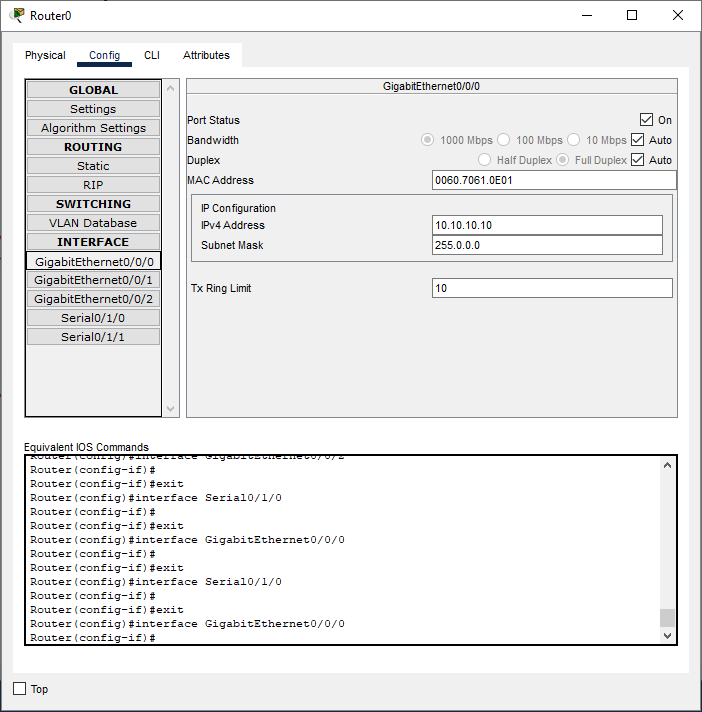 Router0
Physical Config CLI Attributes
GLOBAL
Settings
Algorithm Settings
ROUTING
Static
RIP
SWITCHING
VLAN Database
INTERFACE
GigabitEthernet0/0/0
GigabitEthernet0/0/1
GigabitEthernet0/0/2
Serial0/1/0
Serial0/1/1
GigabitEthernet0/0/0
Port Status On
Bandwidth 1000 Mbps 100 Mbps 10 Mbps Auto
Duplex Half Duplex Full Duplex Auto
MAC Address 0060.7061.0E01
IP Configuration
IPv4 Address 10.10.10.10
Subnet Mask 255.0.0.0
Tx Ring Limit 10
Equivalent IOS Commands
Router(config)#interface GigabitEthernet0/0/2
Router(config-if)#
Router(config-if)#exit
Router(config)#interface Serial0/1/0
Router(config-if)#
Router(config-if)#exit
Router(config)#interface GigabitEthernet0/0/0
Router(config-if)#
Router(config-if)#exit
Router(config)#interface Serial0/1/0
Router(config-if)#
Router(config-if)#exit
Router(config)#interface GigabitEthernet0/0/0
Router(config-if)#
Top